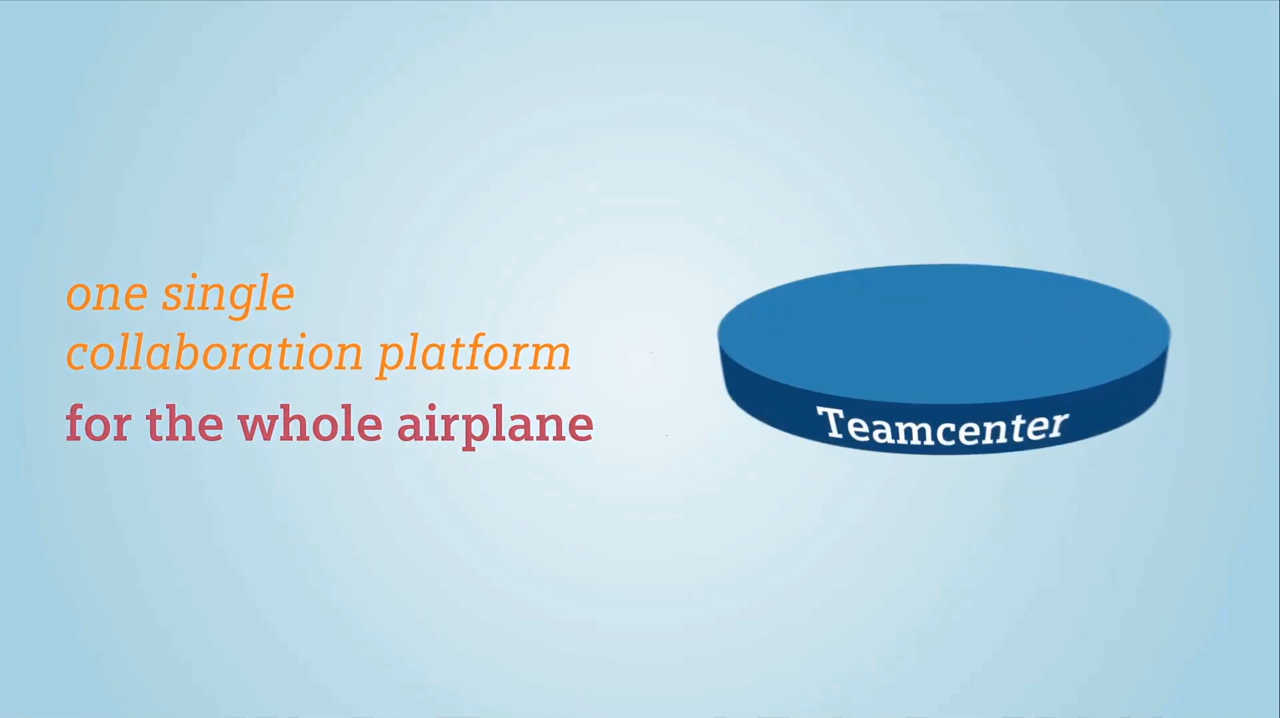 one single
collaboration platform
for the whole airplane
Teamcenter